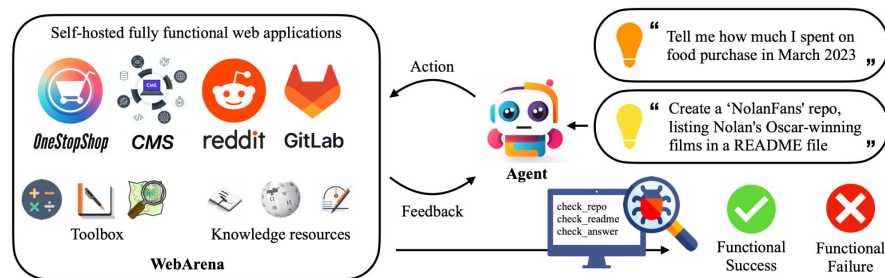 Self-hosted fully functional web applications
OneStopShop
CMS
CMS
reddit
GitLab
Toolbox
Knowledge resources
WebArena
Action
Feedback
Agent
“ Tell me how much I spent on
food purchase in March 2023 ”
“ Create a ‘NolanFans' repo,
listing Nolan's Oscar-winning
films in a README file ”
check_repo
check_readme
check_answer
Functional
Success
Functional
Failure